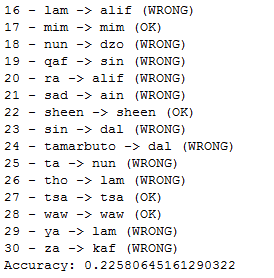 16 - lam -> alif (WRONG)
17 - mim -> mim (OK)
18 - nun -> dzo (WRONG)
19 - qaf -> sin (WRONG)
20 - ra -> alif (WRONG)
21 - sad -> ain (WRONG)
22 - sheen -> sheen (OK)
23 - sin -> dal (WRONG)
24 - tamarbuto -> dal (WRONG)
25 - ta -> nun (WRONG)
26 - tho -> lam (WRONG)
27 - tsa -> tsa (OK)
28 - waw -> waw (OK)
29 - ya -> lam (WRONG)
30 - za -> kaf (WRONG)
Accuracy: 0.22580645161290322